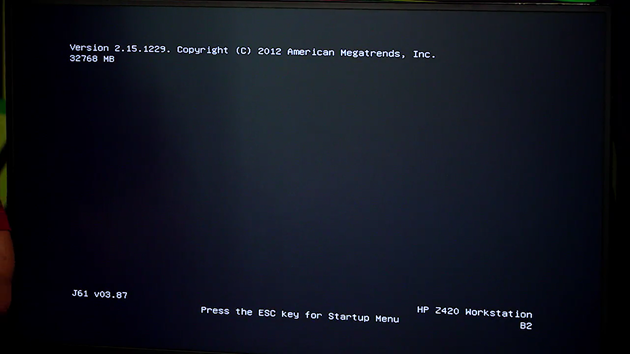 Version 2.15.1229. Copyright (C) 2012 American Megatrends, Inc.
32768 MB
J61 v03.87
Press the ESC key for Startup Menu
HP Z420 Workstation
B2